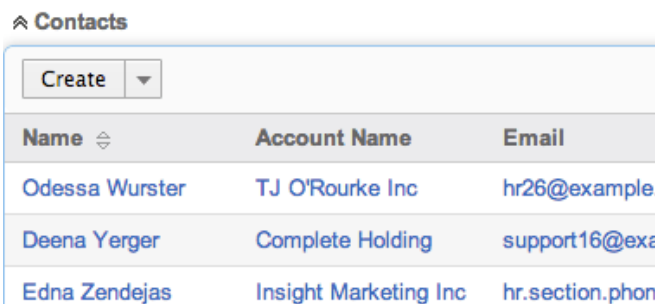 Contacts
Create
Name Account Name Email
Odessa Wurster TJ O'Rourke Inc hr26@example.
Deena Yerger Complete Holding support16@exa
Edna Zendejas Insight Marketing Inc hr.section.phon